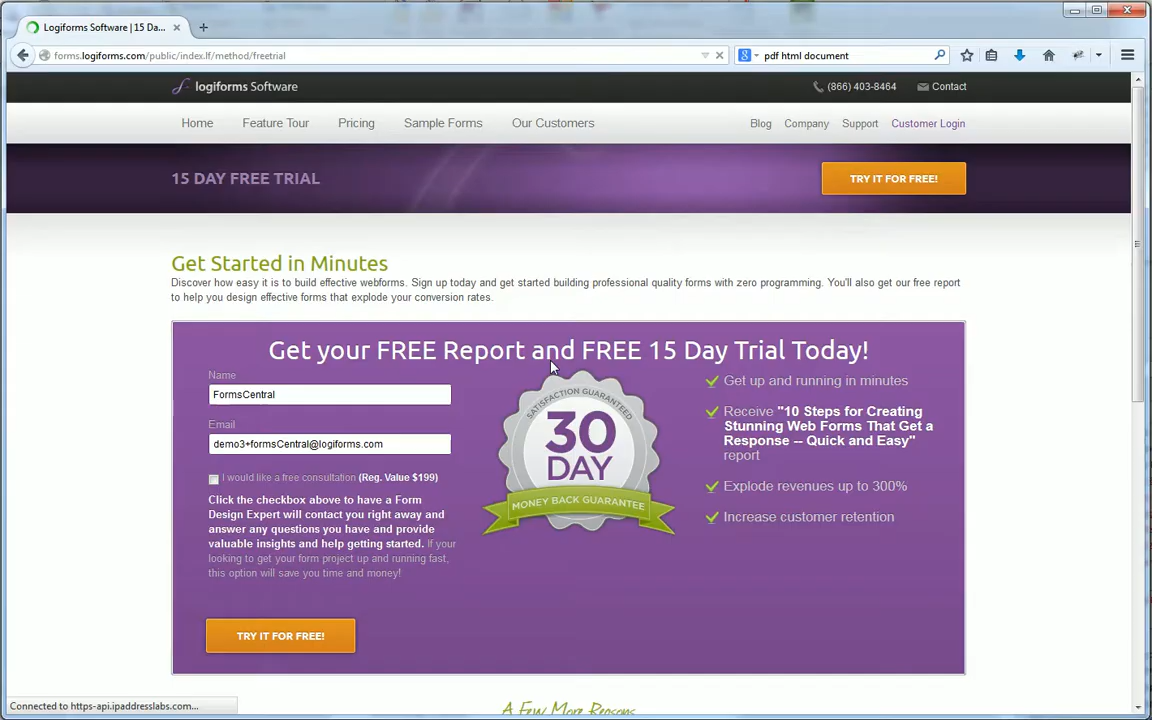 Logiforms Software | 15 Da...
forms.logiforms.com/public/index.lf/method/freetrial
pdf html document
logiforms Software
(866) 403-8464
Contact
Home
Feature Tour
Pricing
Sample Forms
Our Customers
Blog
Company
Support
Customer Login
15 DAY FREE TRIAL
TRY IT FOR FREE!
Get Started in Minutes
Discover how easy it is to build effective webforms. Sign up today and get started building professional quality forms with zero programming. You'll also get our free report
to help you design effective forms that explode your conversion rates.
Get your FREE Report and FREE 15 Day Trial Today!
Name
FormsCentral
Email
demo3+formsCentral@logiforms.com
I would like a free consultation (Reg. Value $199)
Click the checkbox above to have a Form
Design Expert will contact you right away and
answer any questions you have and provide
valuable insights and help getting started. If your
looking to get your form project up and running fast,
this option will save you time and money!
TRY IT FOR FREE!
SATISFACTION GUARANTEED
30
DAY
MONEY BACK GUARANTEE
Get up and running in minutes
Receive "10 Steps for Creating
Stunning Web Forms That Get a
Response -- Quick and Easy"
report
Explode revenues up to 300%
Increase customer retention
A Few More Reasons
Connected to https-api.ipaddresslabs.com...